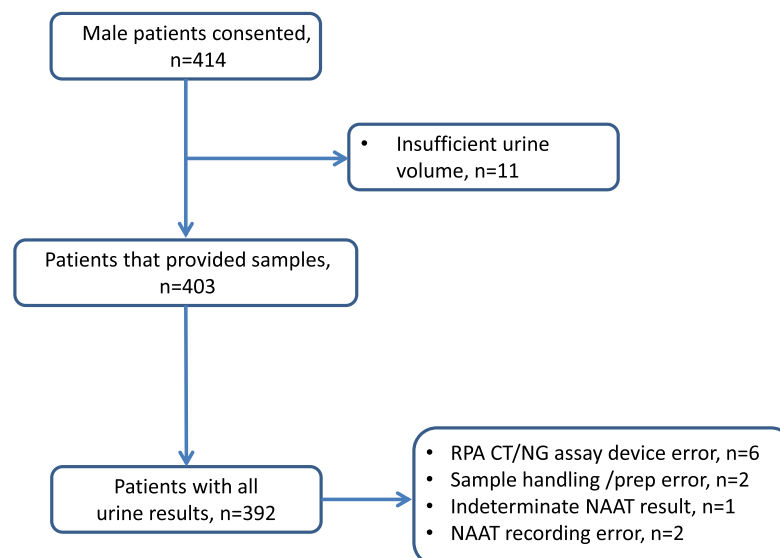 Male patients consented,
n=414
• Insufficient urine
volume, n=11
Patients that provided samples,
n=403
Patients with all
urine results, n=392
• RPA CT/NG assay device error, n=6
• Sample handling /prep error, n=2
• Indeterminate NAAT result, n=1
• NAAT recording error, n=2